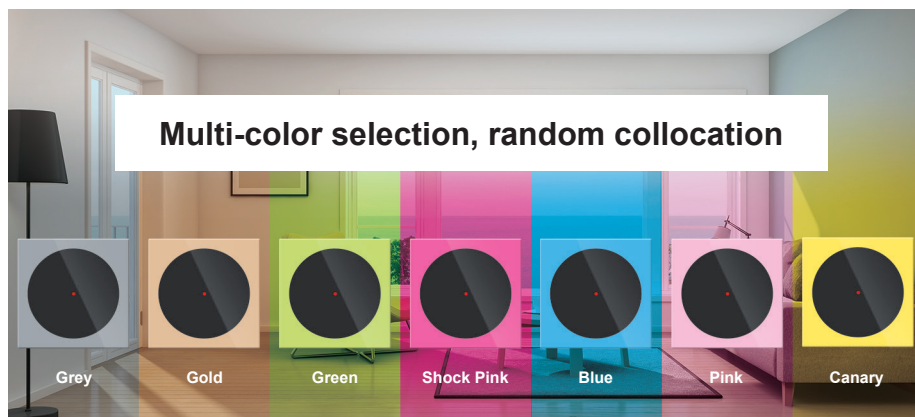 Multi-color selection, random collocation
Grey Gold Green Shock Pink Blue Pink Canary